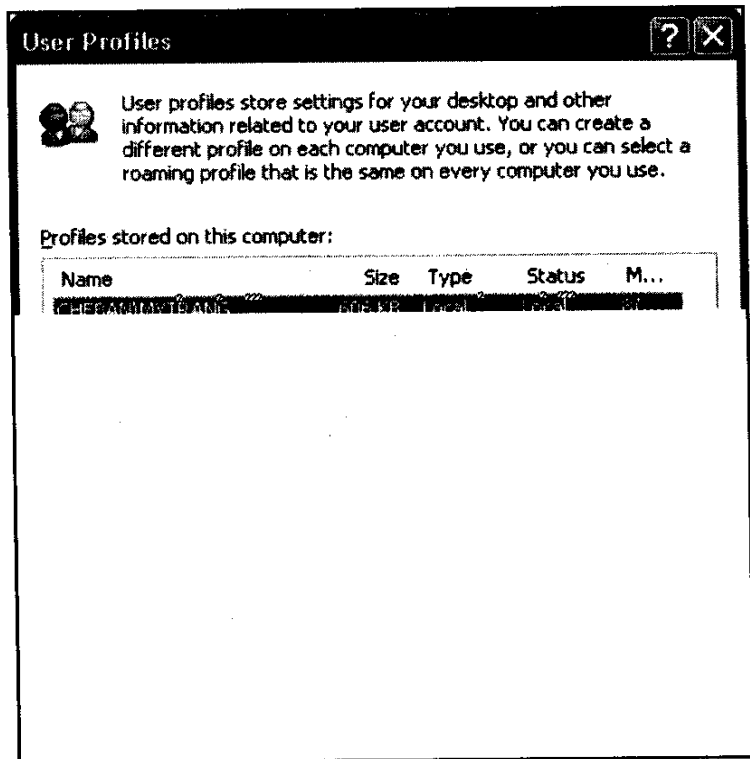 User Profiles
User profiles store settings for your desktop and other
information related to your user account. You can create a
different profile on each computer you use, or you can select a
roaming profile that is the same on every computer you use.
Profiles stored on this computer:
Name Size Type Status M...
Local Local